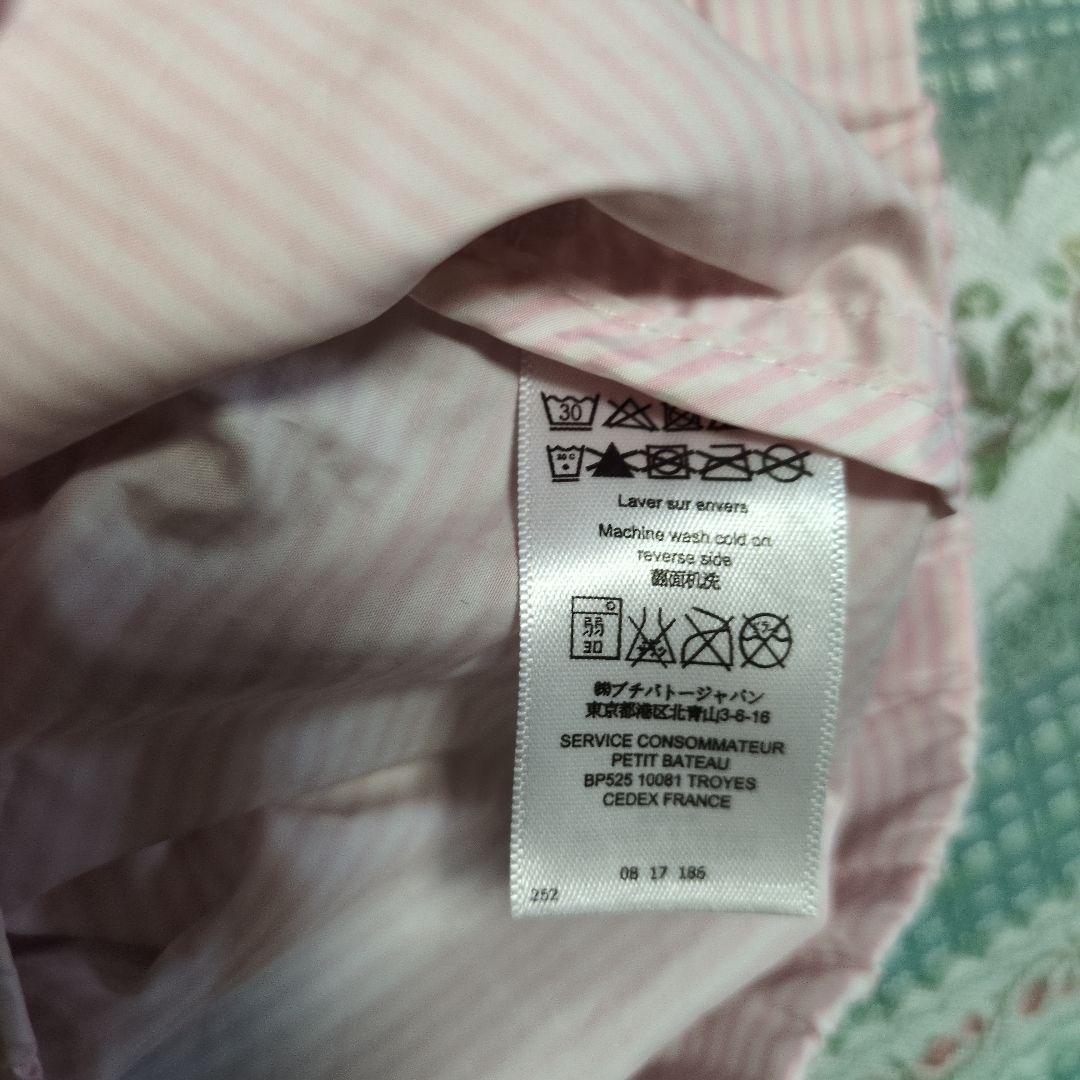 30
30 C
Laver sur envers
Machine wash cold on
reverse side
翻面机洗
弱
30
㈱プチバトージャパン
東京都港区北青山3-6-16
SERVICE CONSOMMATEUR
PETIT BATEAU
BP525 10081 TROYES
CEDEX FRANCE
08 17 186
252